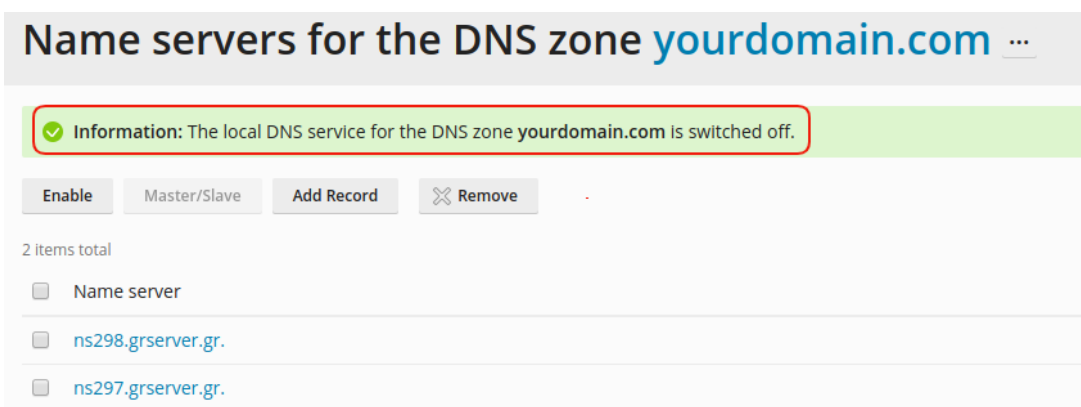 Name servers for the DNS zone yourdomain.com ...
Information: The local DNS service for the DNS zone yourdomain.com is switched off.
Enable Master/Slave Add Record Remove
2 items total
Name server
ns298.grserver.gr.
ns297.grserver.gr.